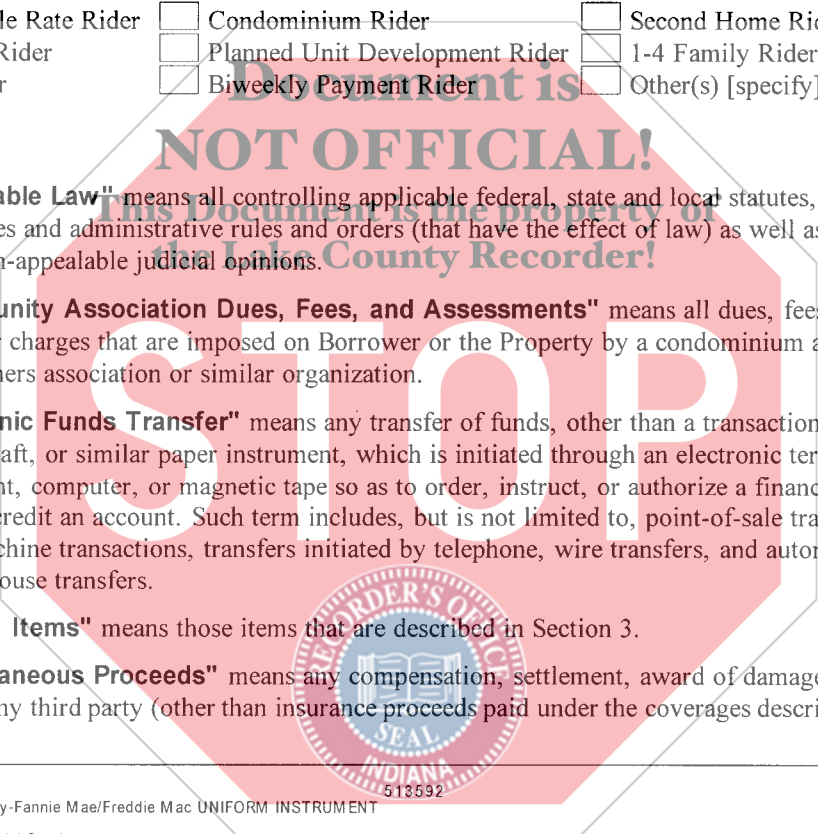 le Rate Rider Condominium Rider Second Home Ri
Rider Planned Unit Development Rider 1-4 Family Rider
r Biweekly Payment Rider Other(s) [specify]
Document is
NOT OFFICIAL!
able Law" means all controlling applicable federal, state and local statutes,
This Document is the property of
es and administrative rules and orders (that have the effect of law) as well as
the Lake County Recorder!
n-appealable judicial opinions.
unity Association Dues, Fees, and Assessments" means all dues, fees
r charges that are imposed on Borrower or the Property by a condominium a
ners association or similar organization.
STOP
nic Funds Transfer" means any transfer of funds, other than a transaction
aft, or similar paper instrument, which is initiated through an electronic ter
nt, computer, or magnetic tape so as to order, instruct, or authorize a financ
credit an account. Such term includes, but is not limited to, point-of-sale tra
chine transactions, transfers initiated by telephone, wire transfers, and auto
ouse transfers.
Items" means those items that are described in Section 3.
aneous Proceeds" means any compensation, settlement, award of damage
ny third party (other than insurance proceeds paid under the coverages descri
RECORDER'S OFFICE
SEAL
INDIANA
513592
y-Fannie Mae/Freddie Mac UNIFORM INSTRUMENT